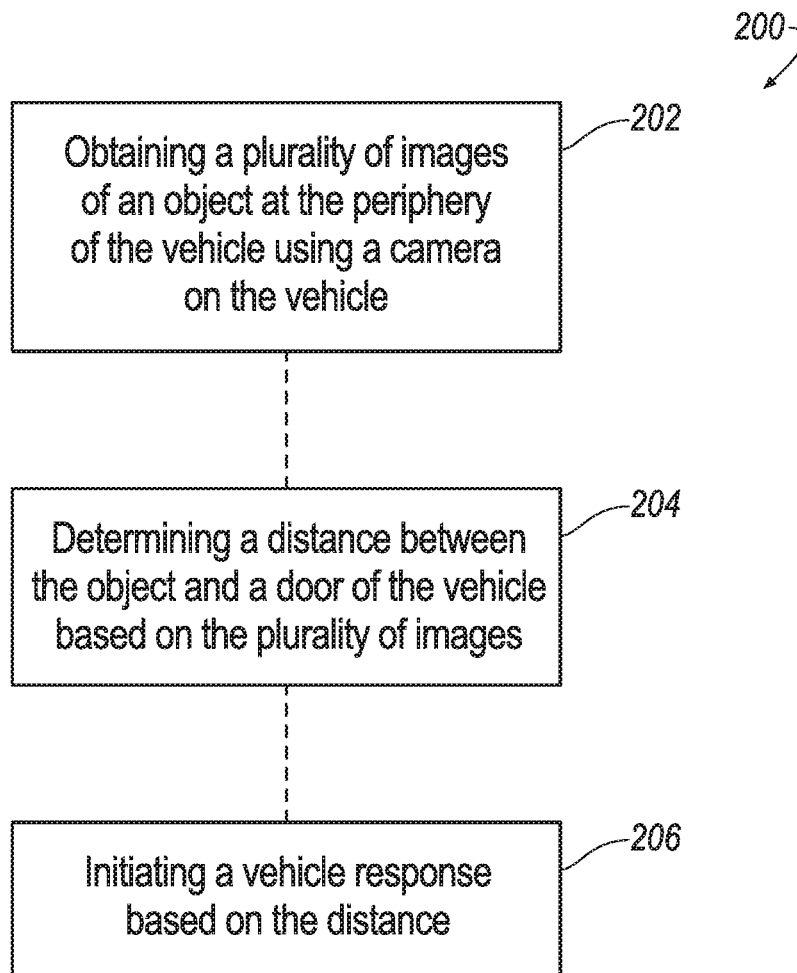 200
202
Obtaining a plurality of images
of an object at the periphery
of the vehicle using a camera
on the vehicle
204
Determining a distance between
the object and a door of the vehicle
based on the plurality of images
206
Initiating a vehicle response
based on the distance